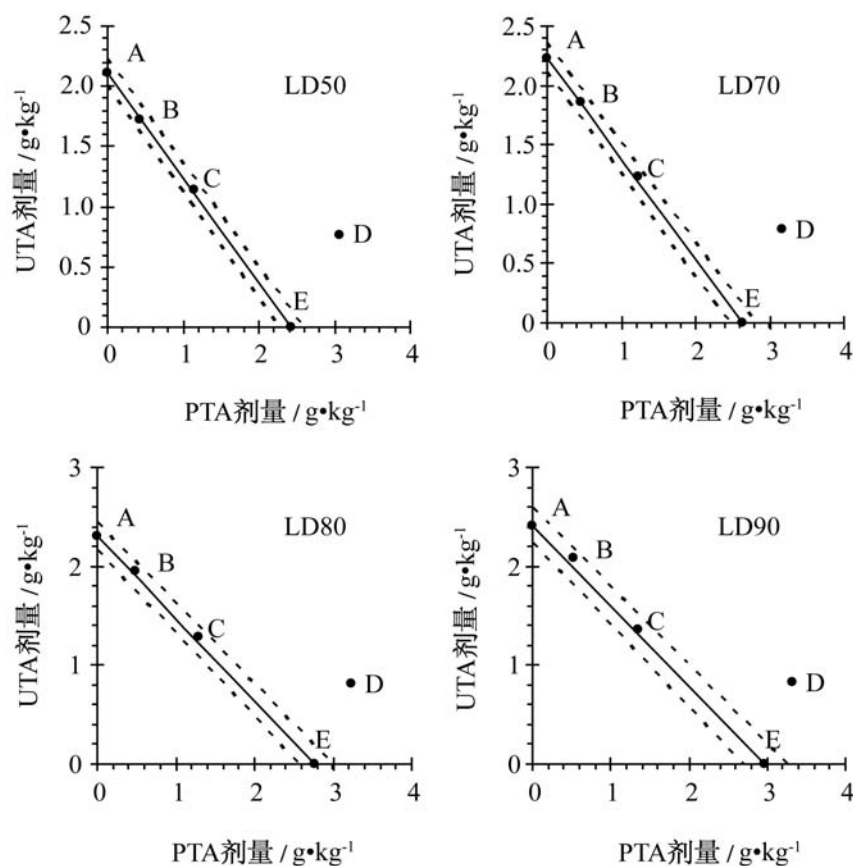 2.5
2.0
1.5
1.0
0.5
0
UTA剂量 / g•kg-1
A
B
C
D
E
LD50
0 1 2 3 4
PTA剂量 / g•kg-1
2.5
2.0
1.5
1.0
0.5
0
UTA剂量 / g•kg-1
A
B
C
D
E
LD70
0 1 2 3 4
PTA剂量 / g•kg-1
3
2
1
0
UTA剂量 / g•kg-1
A
B
C
D
E
LD80
0 1 2 3 4
PTA剂量 / g•kg-1
3
2
1
0
UTA剂量 / g•kg-1
A
B
C
D
E
LD90
0 1 2 3 4
PTA剂量 / g•kg-1